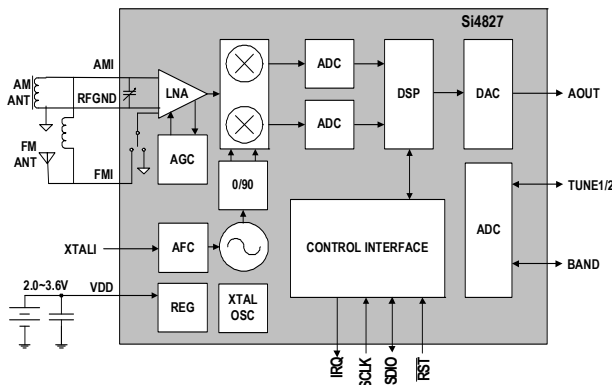 Si4827
AMI
AM
ANT
RFGND
LNA
ADC
DSP
DAC
AOUT
ADC
FM
ANT
FMI
AGC
0/90
TUNE1/2
ADC
CONTROL INTERFACE
XTALI
AFC
BAND
2.0~3.6V
VDD
REG
XTAL
OSC
IRQ
SCLK
SDIO
RST